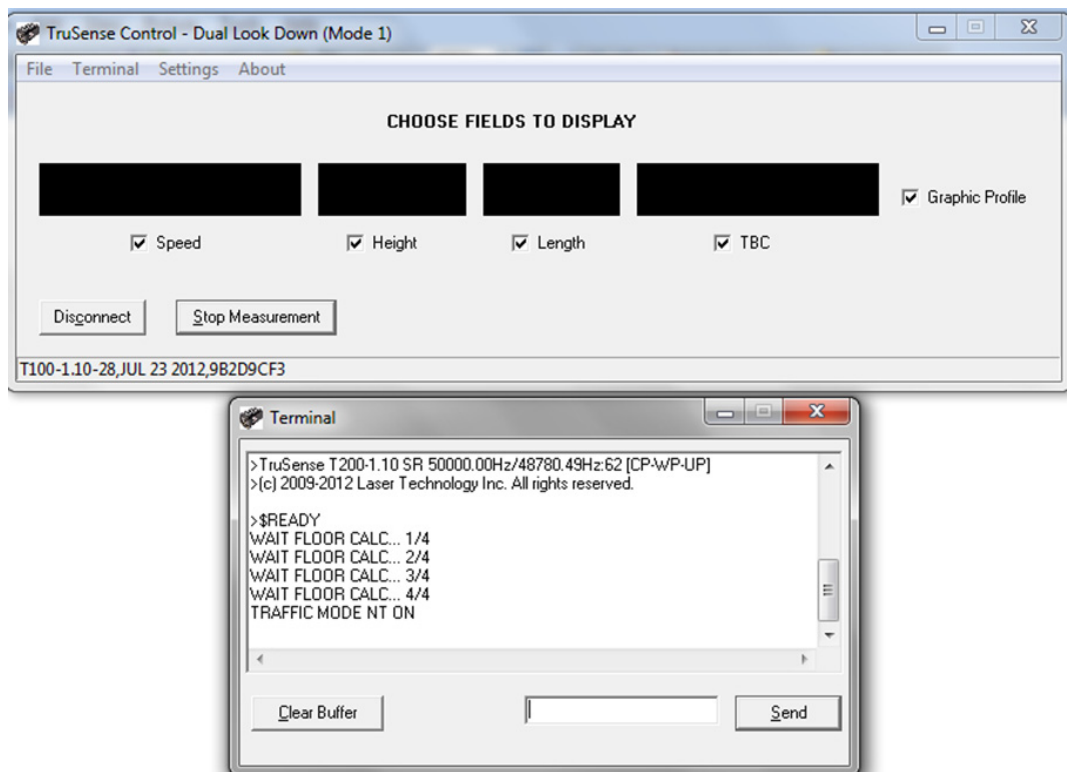 TruSense Control - Dual Look Down (Mode 1)
File Terminal Settings About
CHOOSE FIELDS TO DISPLAY
Graphic Profile
Speed Height Length TBC
Disconnect Stop Measurement
T100-1.10-28,JUL 23 2012,9B2D9CF3
Terminal
>TruSense T200-1.10 SR 50000.00Hz/48780.49Hz:62 [CP-WP-UP]
>(c) 2009-2012 Laser Technology Inc. All rights reserved.
>$READY
WAIT FLOOR CALC... 1/4
WAIT FLOOR CALC... 2/4
WAIT FLOOR CALC... 3/4
WAIT FLOOR CALC... 4/4
TRAFFIC MODE NT ON
Clear Buffer Send